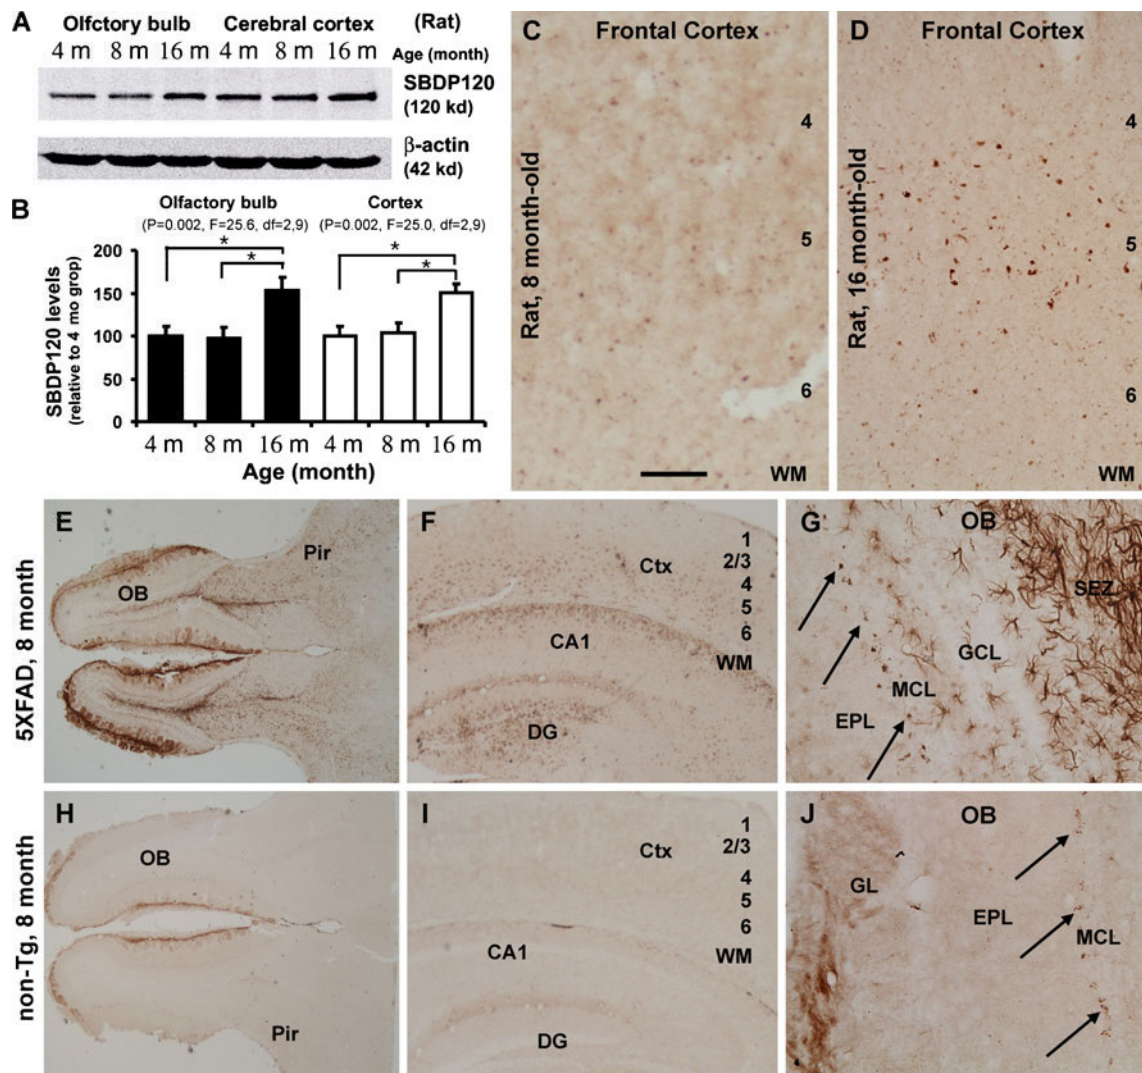 A
Olfctory bulb Cerebral cortex (Rat)
4 m 8 m 16 m 4 m 8 m 16 m Age (month)
SBDP120
(120 kd)
β-actin
(42 kd)
B
Olfactory bulb Cortex
(P=0.002, F=25.6, df=2,9) (P=0.002, F=25.0, df=2,9)
* * * *
SBDP120 levels
(relative to 4 mo grop)
200
150
100
50
0
4 m 8 m 16 m 4 m 8 m 16 m
Age (month)
C Frontal Cortex
Rat, 8 month-old
4
5
6
WM
D Frontal Cortex
Rat, 16 month-old
4
5
6
WM
5XFAD, 8 month
E
Pir
OB
F
1
Ctx 2/3
4
5
CA1 6
WM
DG
G OB
SEZ
GCL
MCL
EPL
non-Tg, 8 month
H
OB
Pir
I
1
Ctx 2/3
4
5
6
CA1 WM
DG
J OB
GL
EPL
MCL